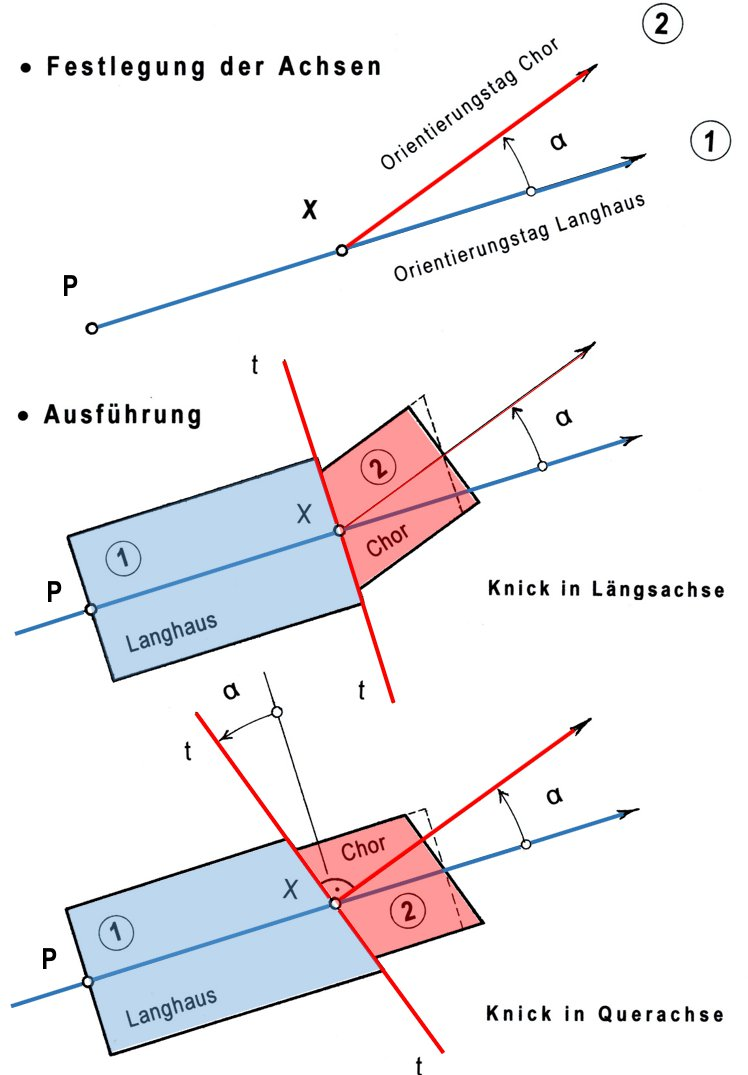 2
• Festlegung der Achsen
Orientierungstag Chor
α
1
X
Orientierungstag Langhaus
P
t
• Ausführung
α
2
X
Chor
1
P
Langhaus
Knick in Längsachse
t
α
t
α
Chor
X
2
1
P
Langhaus
Knick in Querachse
t